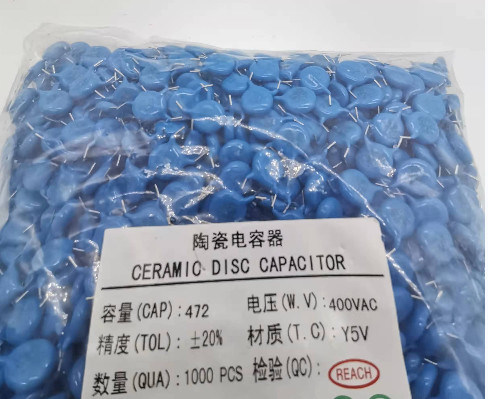 陶瓷电容器
CERAMIC DISC CAPACITOR
容量(CAP):472 电压(W.V):400VAC
精度(TOL): ±20% 材质(T.C):Y5V
数量(QUA):1000 PCS 检验(QC): REACH